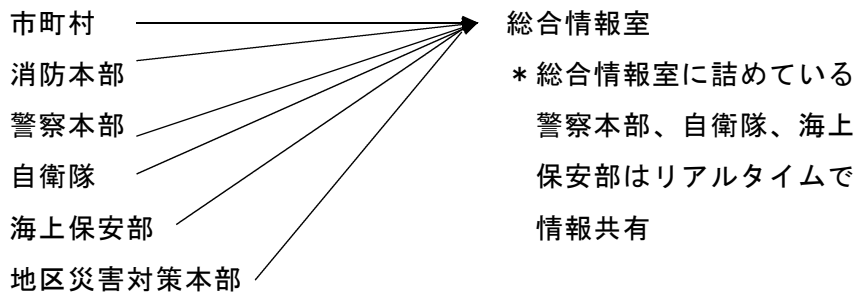 市町村
消防本部
警察本部
自衛隊
海上保安部
地区災害対策本部
総合情報室
＊総合情報室に詰めている
警察本部、自衛隊、海上
保安部はリアルタイムで
情報共有